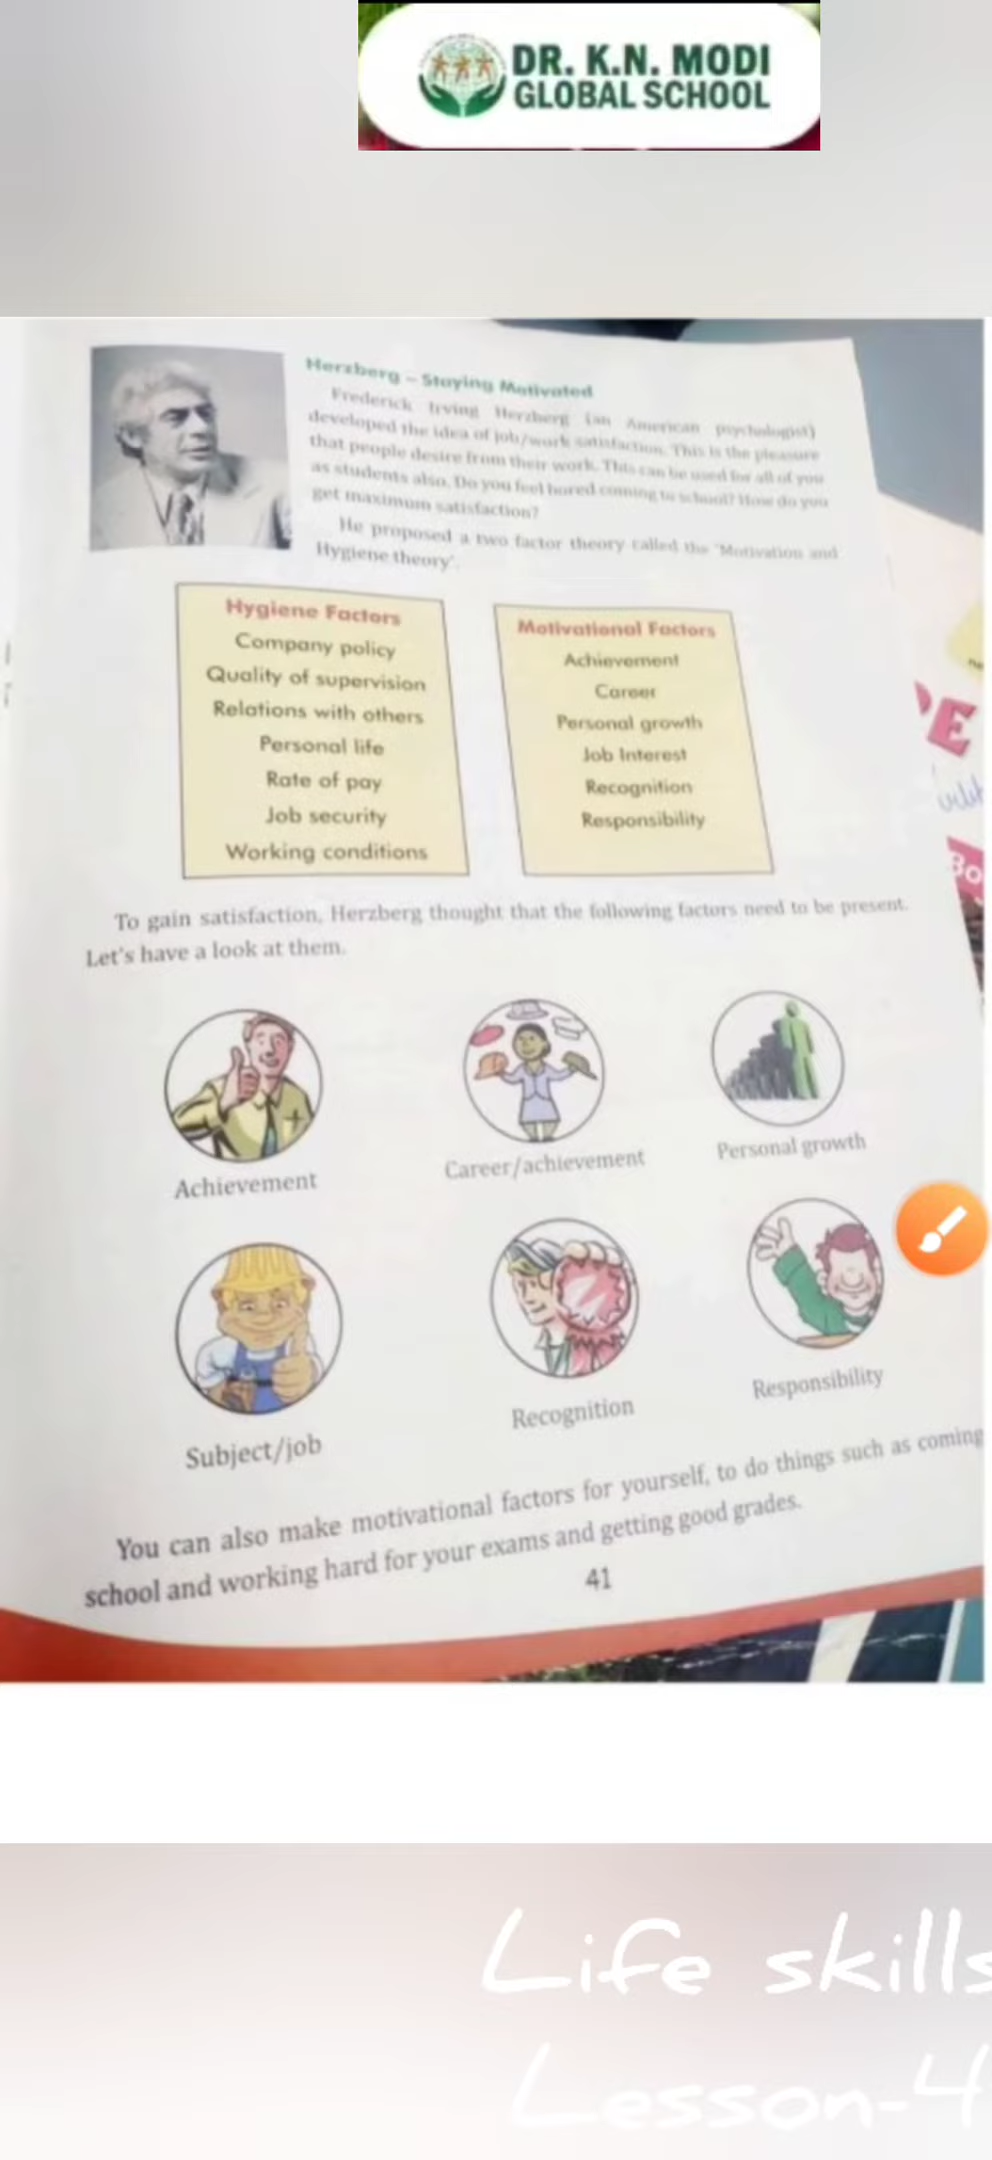 DR. K.N. MODI
GLOBAL SCHOOL
Herzberg – Staying Motivated
Frederick Irving Herzberg (an American psychologist)
developed the idea of job/work satisfaction. This is the pleasure
that people desire from their work. This can be used for all of you
as students also. Do you feel bored coming to school? How do you
get maximum satisfaction?
He proposed a two factor theory called the 'Motivation and
Hygiene theory'.
Hygiene Factors
Company policy
Quality of supervision
Relations with others
Personal life
Rate of pay
Job security
Working conditions
Motivational Factors
Achievement
Career
Personal growth
Job Interest
Recognition
Responsibility
To gain satisfaction, Herzberg thought that the following factors need to be present.
Let's have a look at them.
Achievement
Career/achievement
Personal growth
Subject/job
Recognition
Responsibility
You can also make motivational factors for yourself, to do things such as coming
school and working hard for your exams and getting good grades.
41
Life skills
Lesson-4